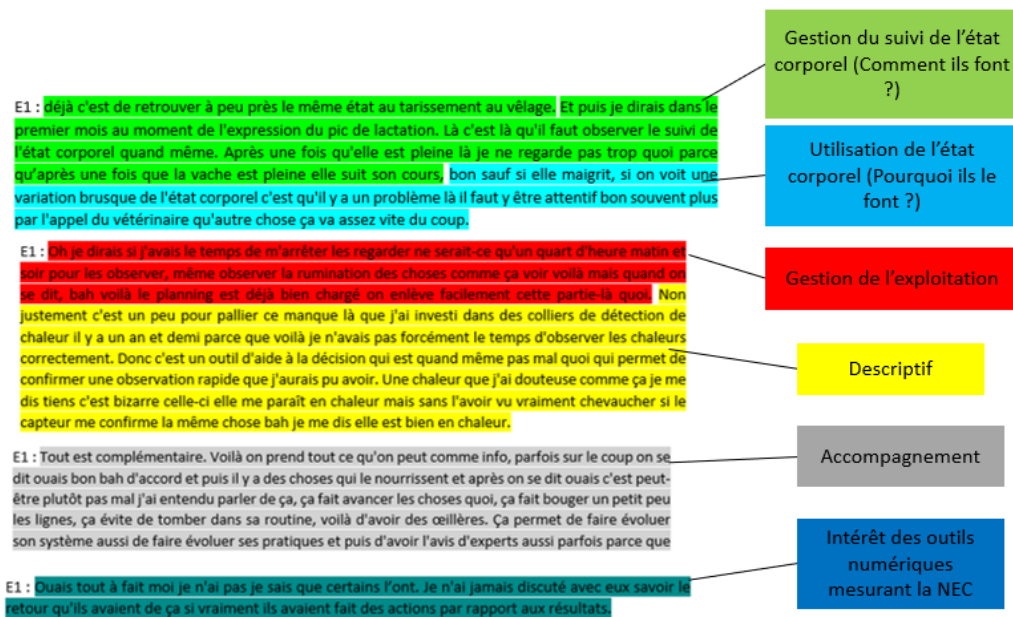 Gestion du suivi de l'état
corporel (Comment ils font
?)
E1 : déjà c'est de retrouver à peu près le même état au tarissement au vêlage. Et puis je dirais dans le
premier mois au moment de l'expression du pic de lactation. Là c'est là qu'il faut observer le suivi de
l'état corporel quand même. Après une fois qu'elle est pleine là je ne regarde pas trop quoi parce
qu'après une fois que la vache est pleine elle suit son cours, bon sauf si elle maigrit, si on voit une
variation brusque de l'état corporel c'est qu'il y a un problème là il faut y être attentif bon souvent plus
par l'appel du vétérinaire qu'autre chose ça va assez vite du coup.
Utilisation de l'état
corporel (Pourquoi ils le
font ?)
E1 : Oh je dirais si j'avais le temps de m'arrêter les regarder ne serait-ce qu'un quart d'heure matin et
soir pour les observer, même observer la rumination des choses comme ça voir voilà mais quand on
se dit, bah voilà le planning est déjà bien chargé on enlève facilement cette partie-là quoi. Non
justement c'est un peu pour pallier ce manque là que j'ai investi dans des colliers de détection de
chaleur il y a un an et demi parce que voilà je n'avais pas forcément le temps d'observer les chaleurs
correctement. Donc c'est un outil d'aide à la décision qui est quand même pas mal quoi qui permet de
confirmer une observation rapide que j'aurais pu avoir. Une chaleur que j'ai douteuse comme ça je me
dis tiens c'est bizarre celle-ci elle me paraît en chaleur mais sans l'avoir vu vraiment chevaucher si le
capteur me confirme la même chose bah je me dis elle est bien en chaleur.
Gestion de l'exploitation
Descriptif
E1 : Tout est complémentaire. Voilà on prend tout ce qu'on peut comme info, parfois sur le coup on se
dit ouais bon bah d'accord et puis il y a des choses qui le nourrissent et après on se dit ouais c'est peut-
être plutôt pas mal j'ai entendu parler de ça, ça fait avancer les choses quoi, ça fait bouger un petit peu
les lignes, ça évite de tomber dans sa routine, voilà d'avoir des œillères. Ça permet de faire évoluer
son système aussi de faire évoluer ses pratiques et puis d'avoir l'avis d'experts aussi parfois parce que
Accompagnement
E1 : Ouais tout à fait moi je n'ai pas je sais que certains l'ont. Je n'ai jamais discuté avec eux savoir le
retour qu'ils avaient de ça si vraiment ils avaient fait des actions par rapport aux résultats.
Intérêt des outils
numériques
mesurant la NEC